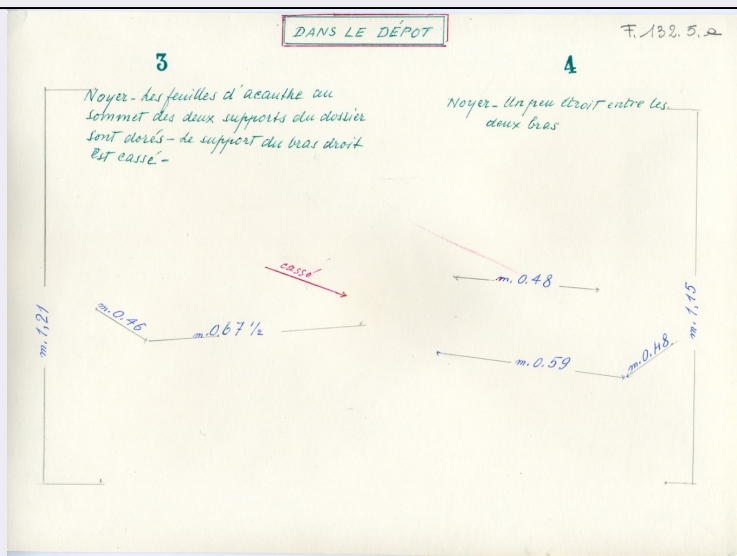 DANS LE DÉPOT
F.132.5.a
3
Noyer - Les feuilles d'acanthe au
sommet des deux supports du dossier
sont dorés - Le support du bras droit
est cassé -
4
Noyer - Un peu étroit entre les
deux bras
cassé
m. 1,21
m. 0.46
m. 0,67 1/2
m. 0.48
m. 0.59
m. 0.48
m. 1,15